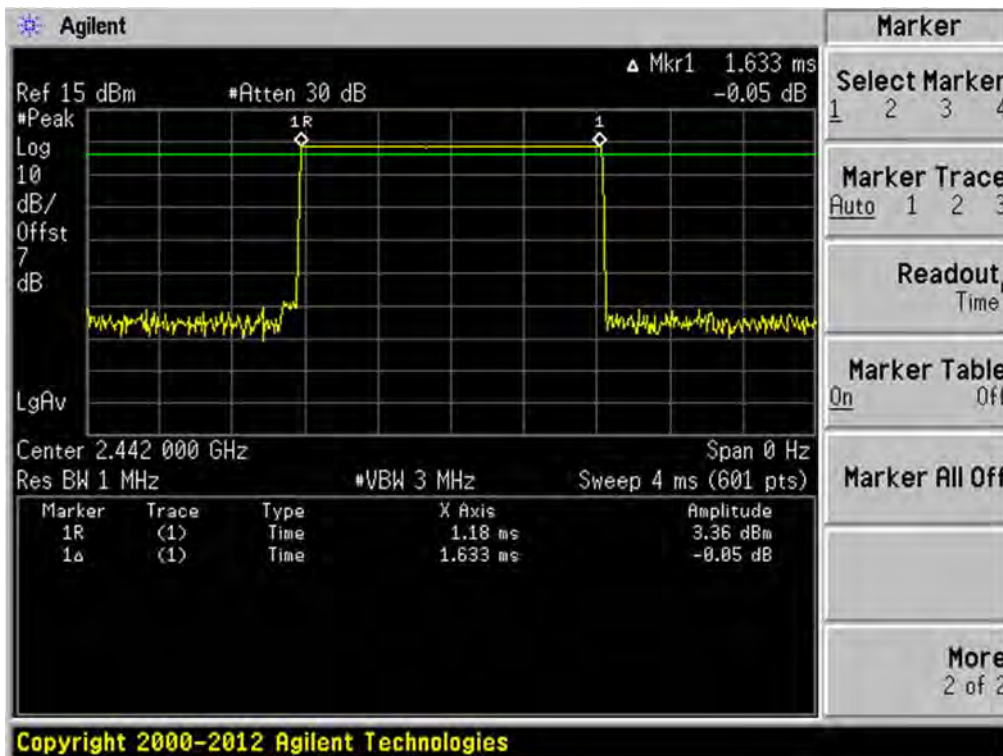 Agilent
Marker
Δ Mkr1 1.633 ms
Ref 15 dBm #Atten 30 dB -0.05 dB
#Peak
Log
10
dB/
Offst
7
dB
LgAv
1R
1
Center 2.442 000 GHz Span 0 Hz
Res BW 1 MHz #VBW 3 MHz Sweep 4 ms (601 pts)
Marker Trace Type X Axis Amplitude
1R (1) Time 1.18 ms 3.36 dBm
1Δ (1) Time 1.633 ms -0.05 dB
Select Marker
1 2 3 4
Marker Trace
Auto 1 2 3
Readout
Time
Marker Table
On Off
Marker All Off
More
2 of 2
Copyright 2000-2012 Agilent Technologies